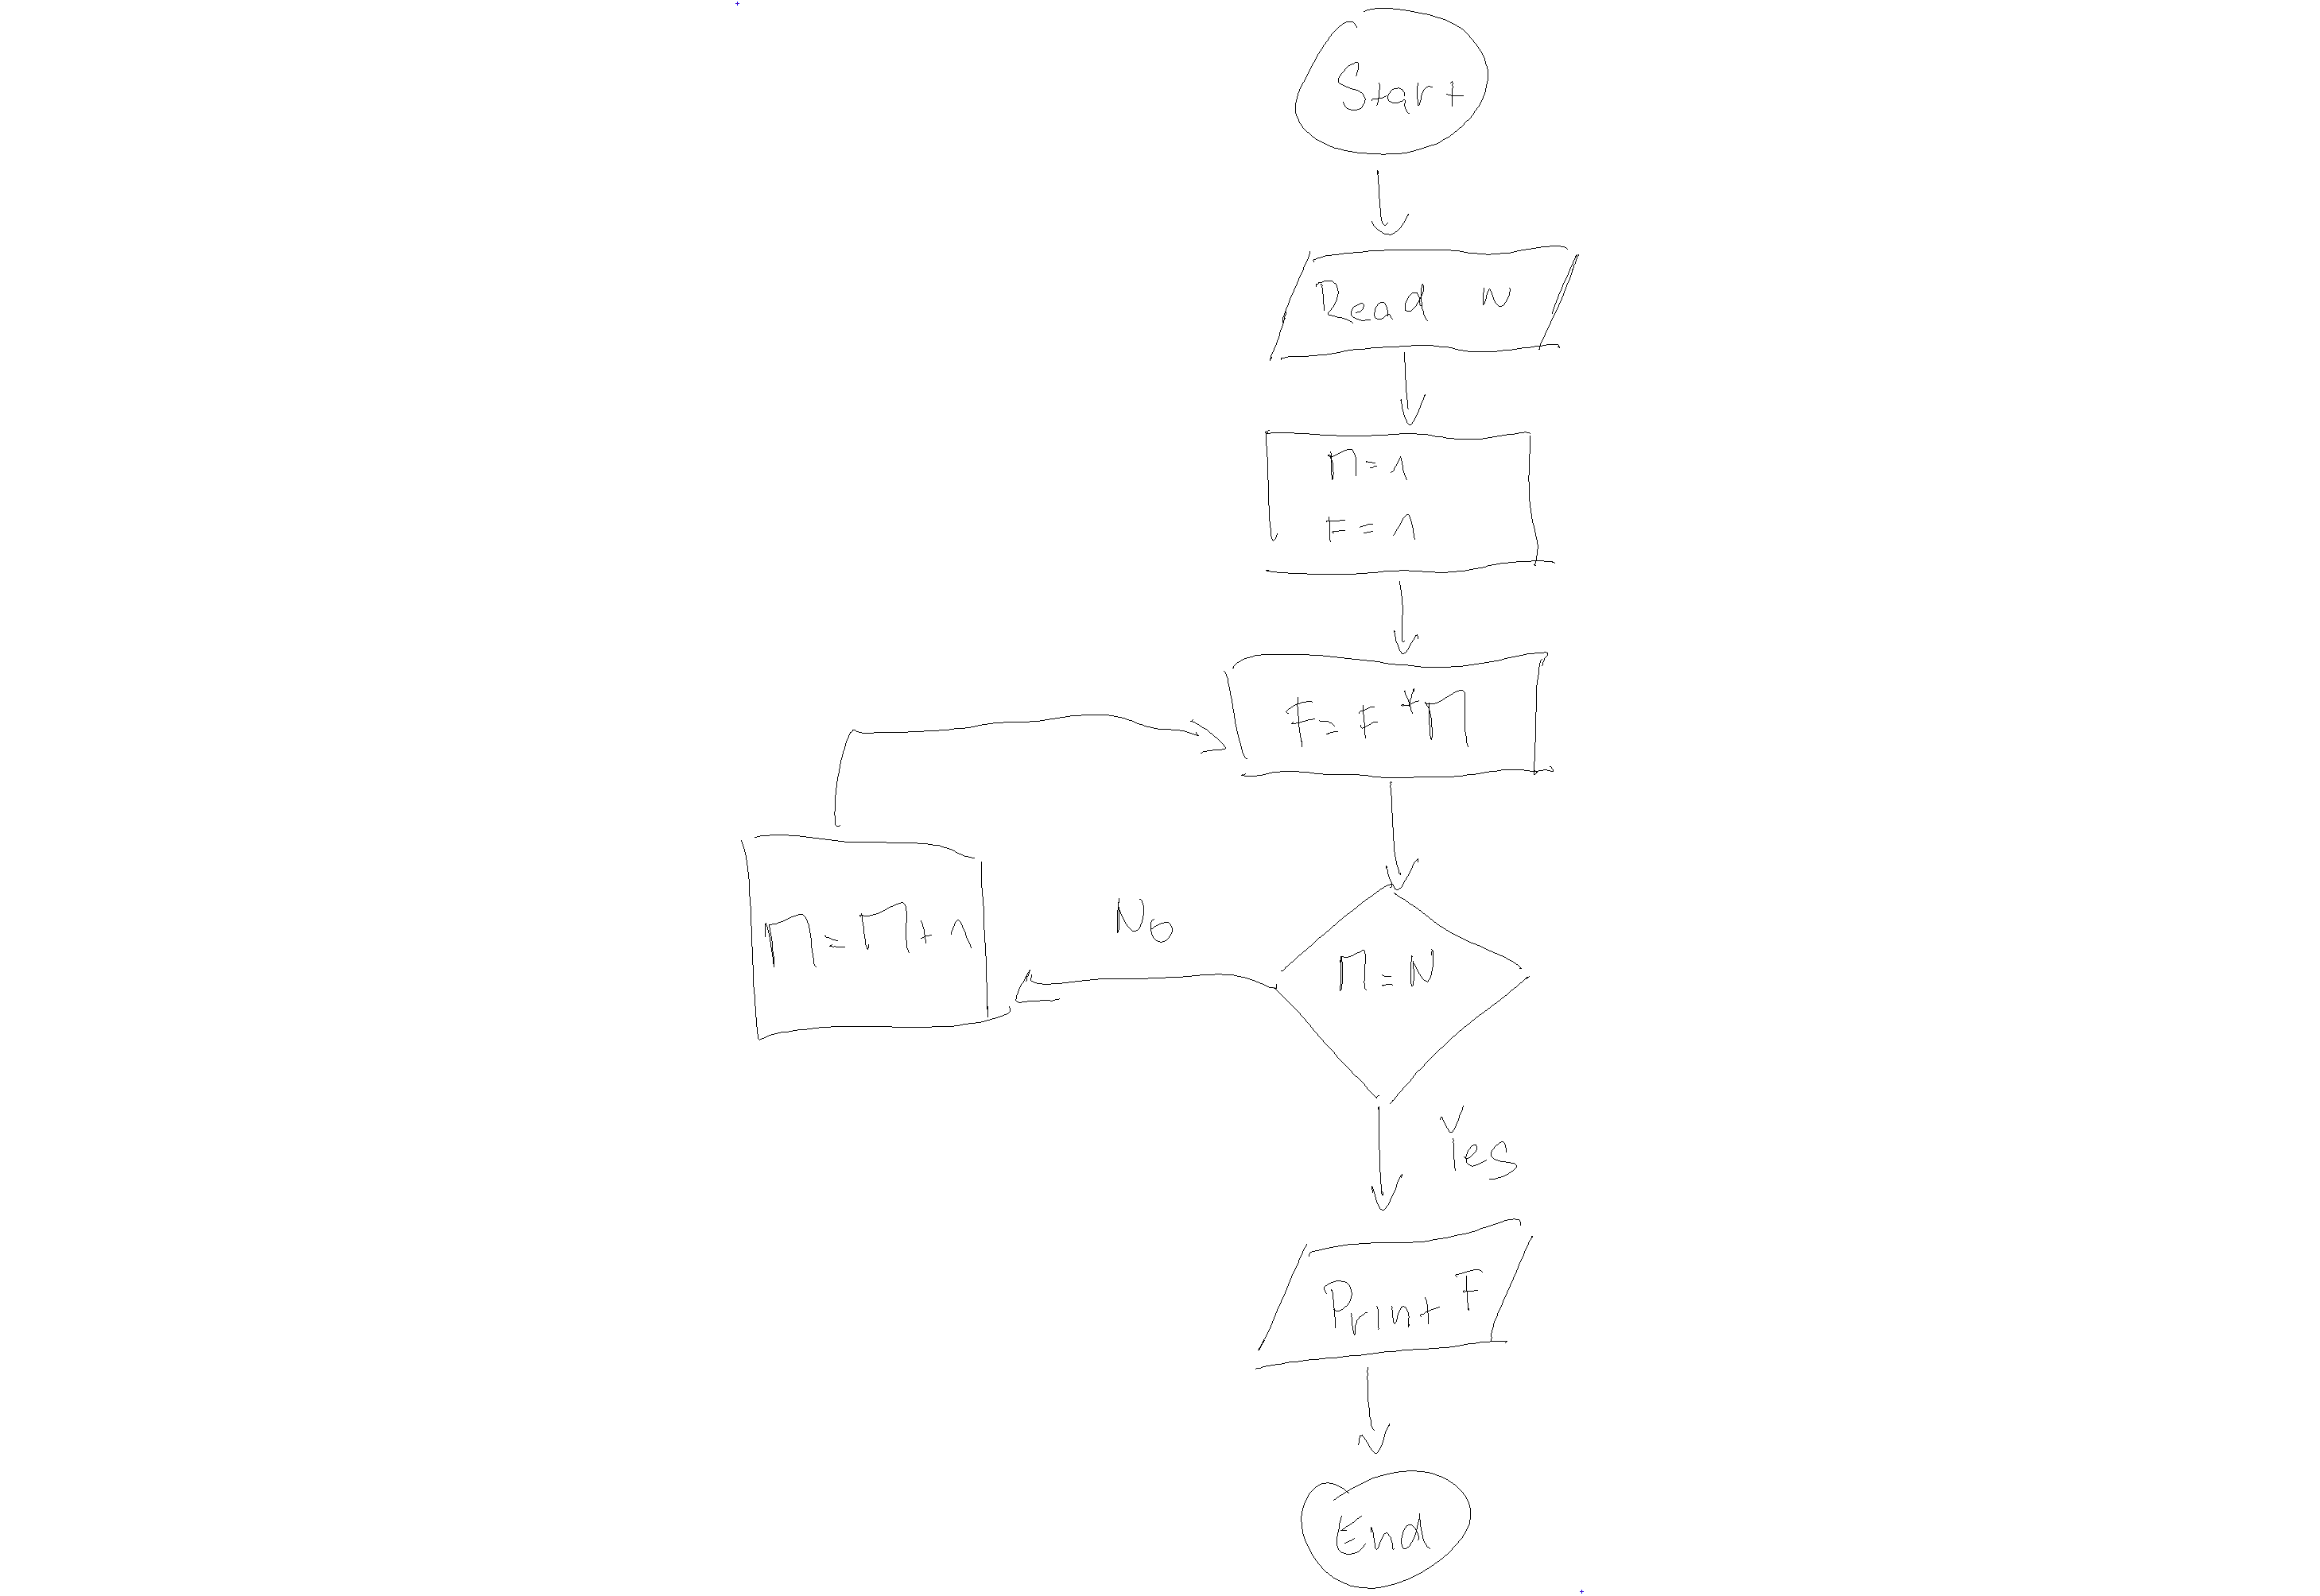 Start
Read N
M=1
F=1
F=F*M
No
M=M+1
M=N
Yes
Print F
End